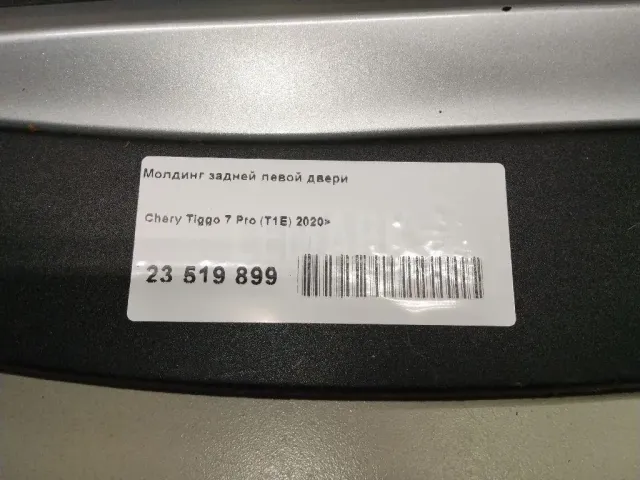 Молдинг задней левой двери
Chery Tiggo 7 Pro (T1E) 2020>
23 519 899